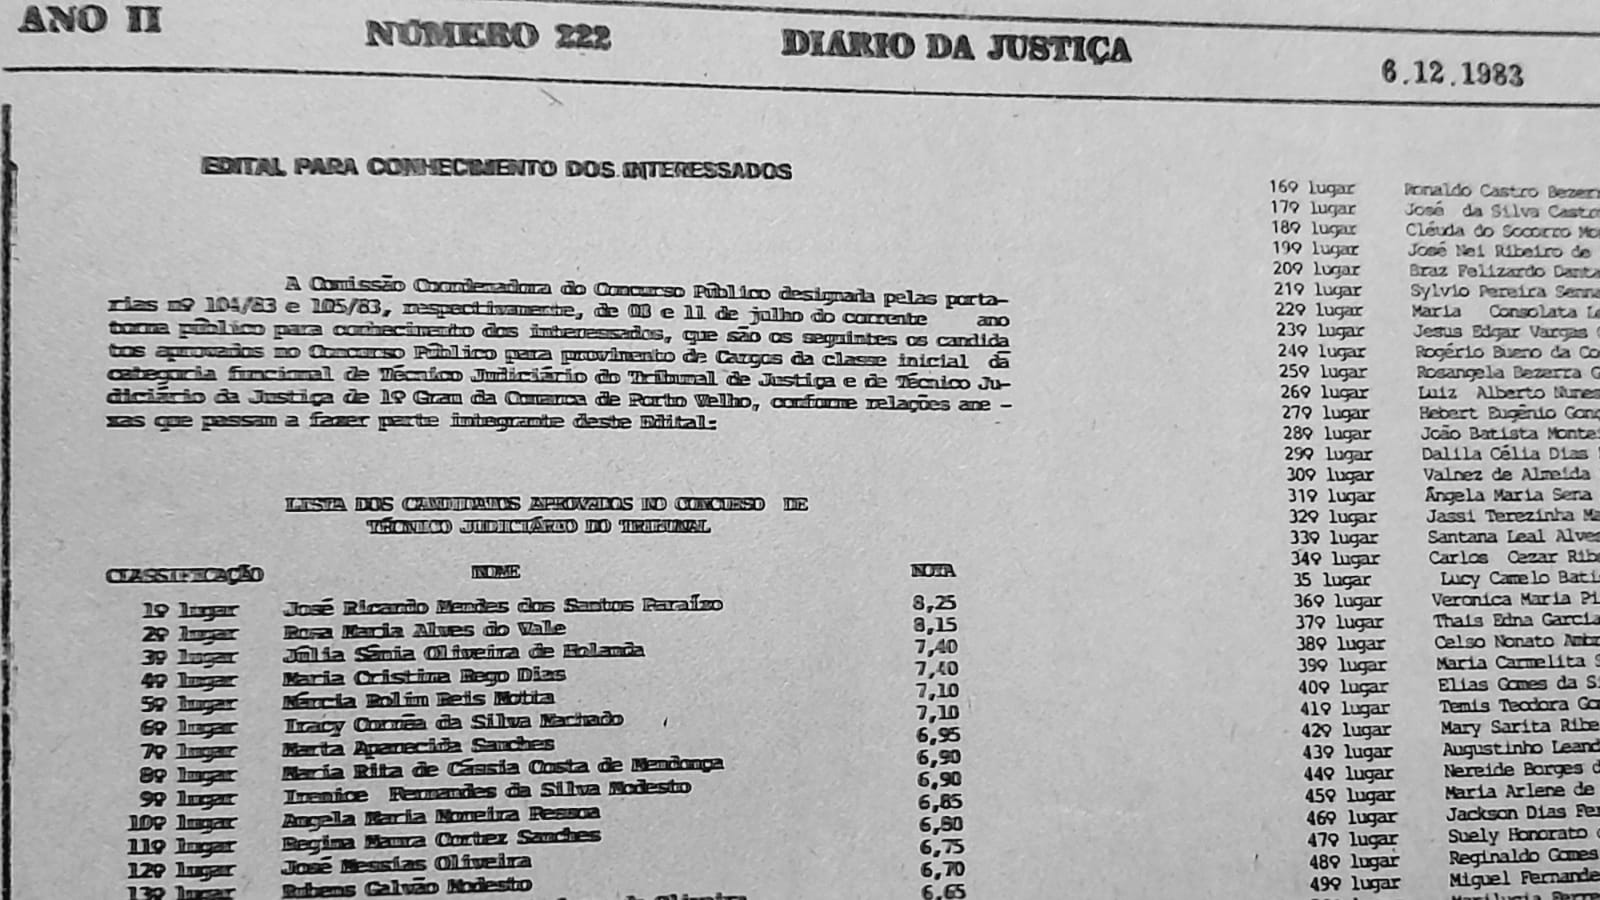 ANO II
NÚMERO 222
DIÁRIO DA JUSTIÇA
6.12.1983
EDITAL PARA CONHECIMENTO DOS INTERESSADOS
A Comissão Coordenadora do Concurso Público designada pelas porta-
rias nº 104/83 e 105/83, respectivamente, de 08 e 11 de julho do corrente ano
torna público para conhecimento dos interessados, que são os seguintes os candida
tos aprovados no Concurso Público para provimento de Cargos da classe inicial da
categoria funcional de Técnico Judiciário do Tribunal de Justiça e de Técnico Ju-
diciário da Justiça de 1º Grau da Comarca de Porto Velho, conforme relações ane -
xas que passam a fazer parte integrante deste Edital:
LISTA DOS CANDIDATOS APROVADOS NO CONCURSO DE
TÉCNICO JUDICIÁRIO DO TRIBUNAL
CLASSIFICAÇÃO NOME NOTA
1º lugar José Ricardo Mendes dos Santos Paraízo 8,25
2º lugar Rosa Maria Alves do Vale 8,15
3º lugar Júlia Sânia Oliveira de Holanda 7,40
4º lugar Maria Cristina Rego Dias 7,40
5º lugar Márcia Rolim Reis Motta 7,10
6º lugar Iracy Corrêa da Silva Machado 7,10
7º lugar Marta Aparecida Sanches 6,95
8º lugar Maria Rita de Cássia Costa de Mendonça 6,90
9º lugar Irenice Fernandes da Silva Modesto 6,90
10º lugar Angela Maria Moreira Pessoa 6,85
11º lugar Regina Maura Cortez Sanches 6,80
12º lugar José Messias Oliveira 6,75
13º lugar Rubens Galvão Modesto 6,70
de Oliveira 6,65
16º lugar Ronaldo Castro
17º lugar José da Silva
18º lugar Cléuda do Socorro
19º lugar José Nei Ribeiro de
20º lugar Braz Felizardo
21º lugar Sylvio Pereira
22º lugar Maria Consolata
23º lugar Jesus Edgar Vargas
24º lugar Rogério Bueno da
25º lugar Rosangela Bezerra
26º lugar Luiz Alberto
27º lugar Hebert Eugênio
28º lugar João Batista
29º lugar Dalila Célia Dias
30º lugar Valnez de Almeida
31º lugar Ângela Maria Sena
32º lugar Jassi Terezinha
33º lugar Santana Leal
34º lugar Carlos Cezar
35 lugar Lucy Camelo
36º lugar Veronica Maria
37º lugar Thais Edna
38º lugar Celso Nonato
39º lugar Maria Carmelita
40º lugar Elias Gomes da
41º lugar Temis Teodora
42º lugar Mary Sarita
43º lugar Augustinho
44º lugar Nereide Borges
45º lugar Maria Arlene de
46º lugar Jackson Dias
47º lugar Suely Honorato
48º lugar Reginaldo Gomes
49º lugar Miguel